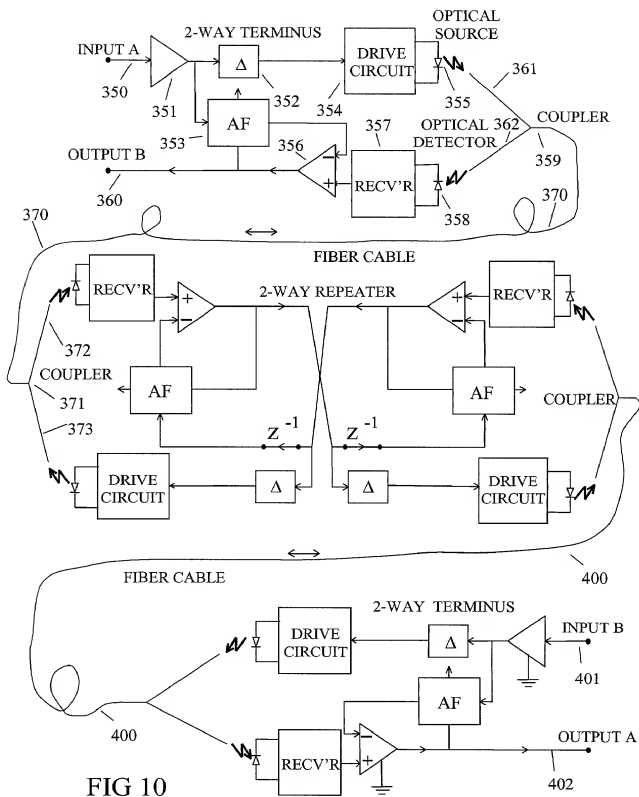 OPTICAL
SOURCE
INPUT A
2-WAY TERMINUS
350
351
Δ
352
DRIVE
CIRCUIT
354
355
361
353
AF
357
356
OPTICAL
DETECTOR
362
COUPLER
359
OUTPUT B
360
−
+
RECV'R
358
370
370
FIBER CABLE
RECV'R
+
−
2-WAY REPEATER
+
−
RECV'R
372
COUPLER
371
AF
AF
COUPLER
373
Z -1
Z -1
DRIVE
CIRCUIT
Δ
Δ
DRIVE
CIRCUIT
FIBER CABLE
400
2-WAY TERMINUS
DRIVE
CIRCUIT
Δ
INPUT B
401
AF
400
−
+
OUTPUT A
RECV'R
402
FIG 10